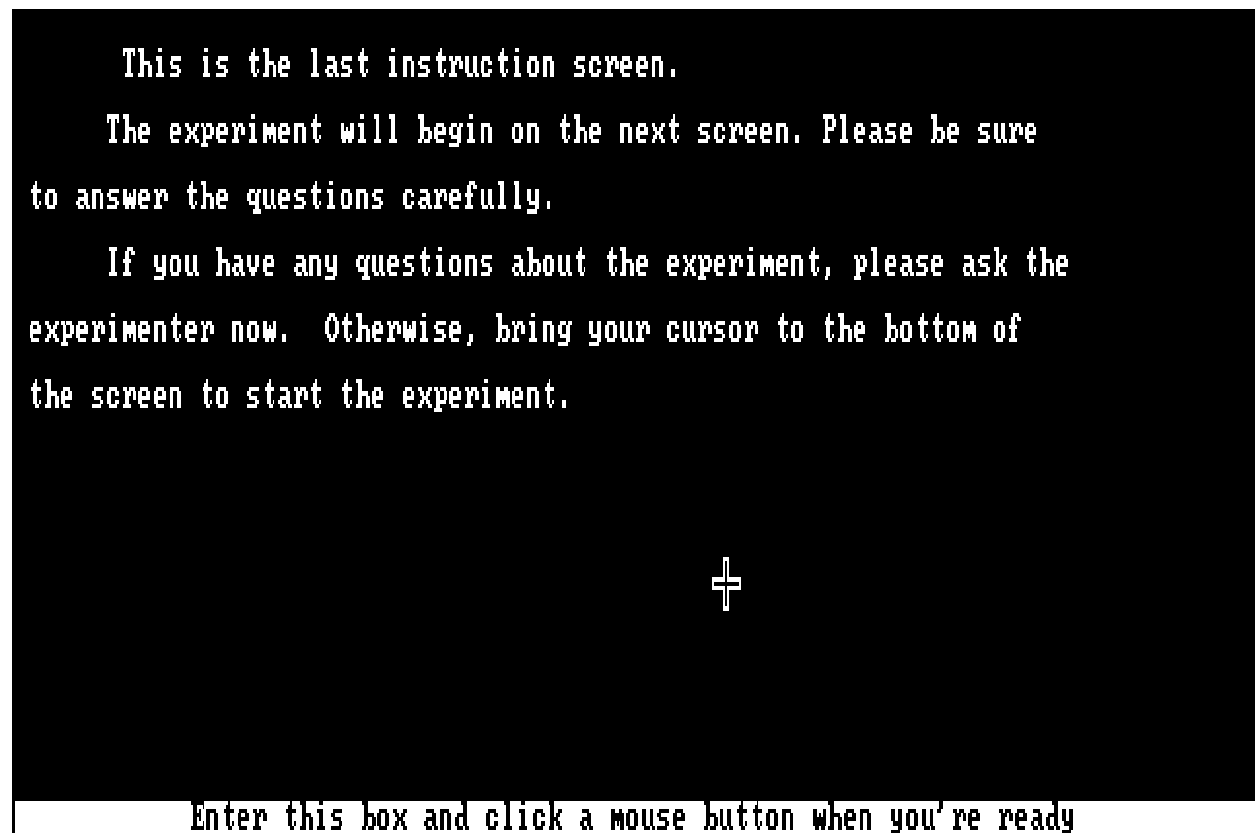 This is the last instruction screen.
The experiment will begin on the next screen. Please be sure
to answer the questions carefully.
If you have any questions about the experiment, please ask the
experimenter now.  Otherwise, bring your cursor to the bottom of
the screen to start the experiment.
Enter this box and click a mouse button when you're ready